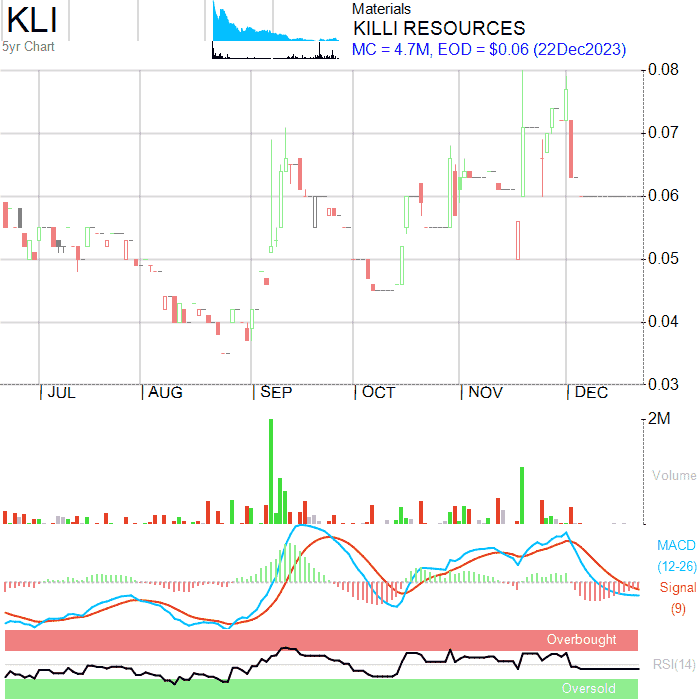 KLI
5yr Chart
Materials
KILLI RESOURCES
MC = 4.7M, EOD = $0.06 (22Dec2023)
0.08
0.07
0.06
0.05
0.04
0.03
JUL AUG SEP OCT NOV DEC
2M
Volume
MACD
(12-26)
Signal
(9)
Overbought
RSI(14)
Oversold